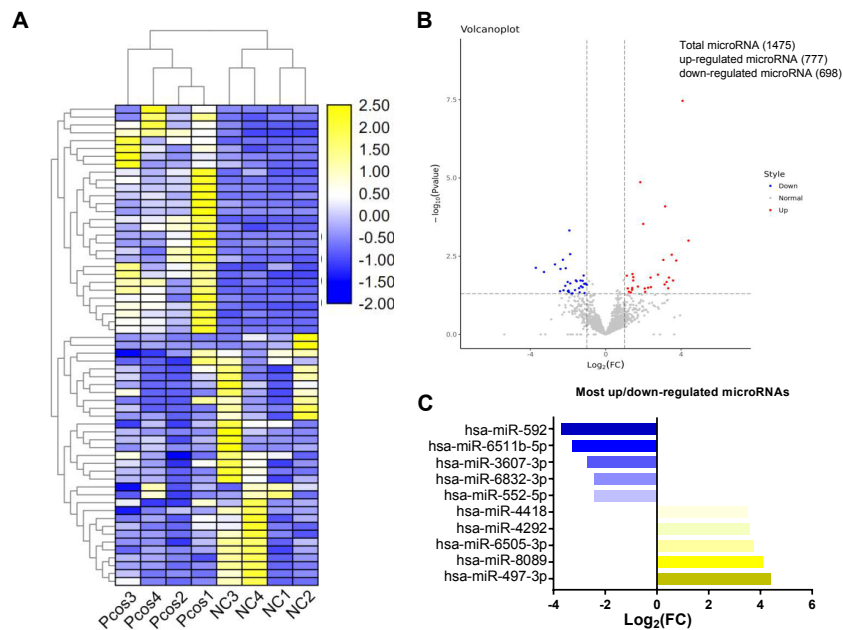 A
2.50
2.00
1.50
1.00
0.50
0.00
-0.50
-1.00
-1.50
-2.00
Pcos3
Pcos4
Pcos2
Pcos1
NC3
NC4
NC1
NC2
B
Volcanoplot
Total microRNA (1475)
up-regulated microRNA (777)
down-regulated microRNA (698)
− log10(Pvalue)
7.5
5.0
2.5
0.0
-4
0
4
Log2(FC)
Style
Down
Normal
Up
C
Most up/down-regulated microRNAs
hsa-miR-592
hsa-miR-6511b-5p
hsa-miR-3607-3p
hsa-miR-6832-3p
hsa-miR-552-5p
hsa-miR-4418
hsa-miR-4292
hsa-miR-6505-3p
hsa-miR-8089
hsa-miR-497-3p
-4
-2
0
2
4
6
Log2(FC)